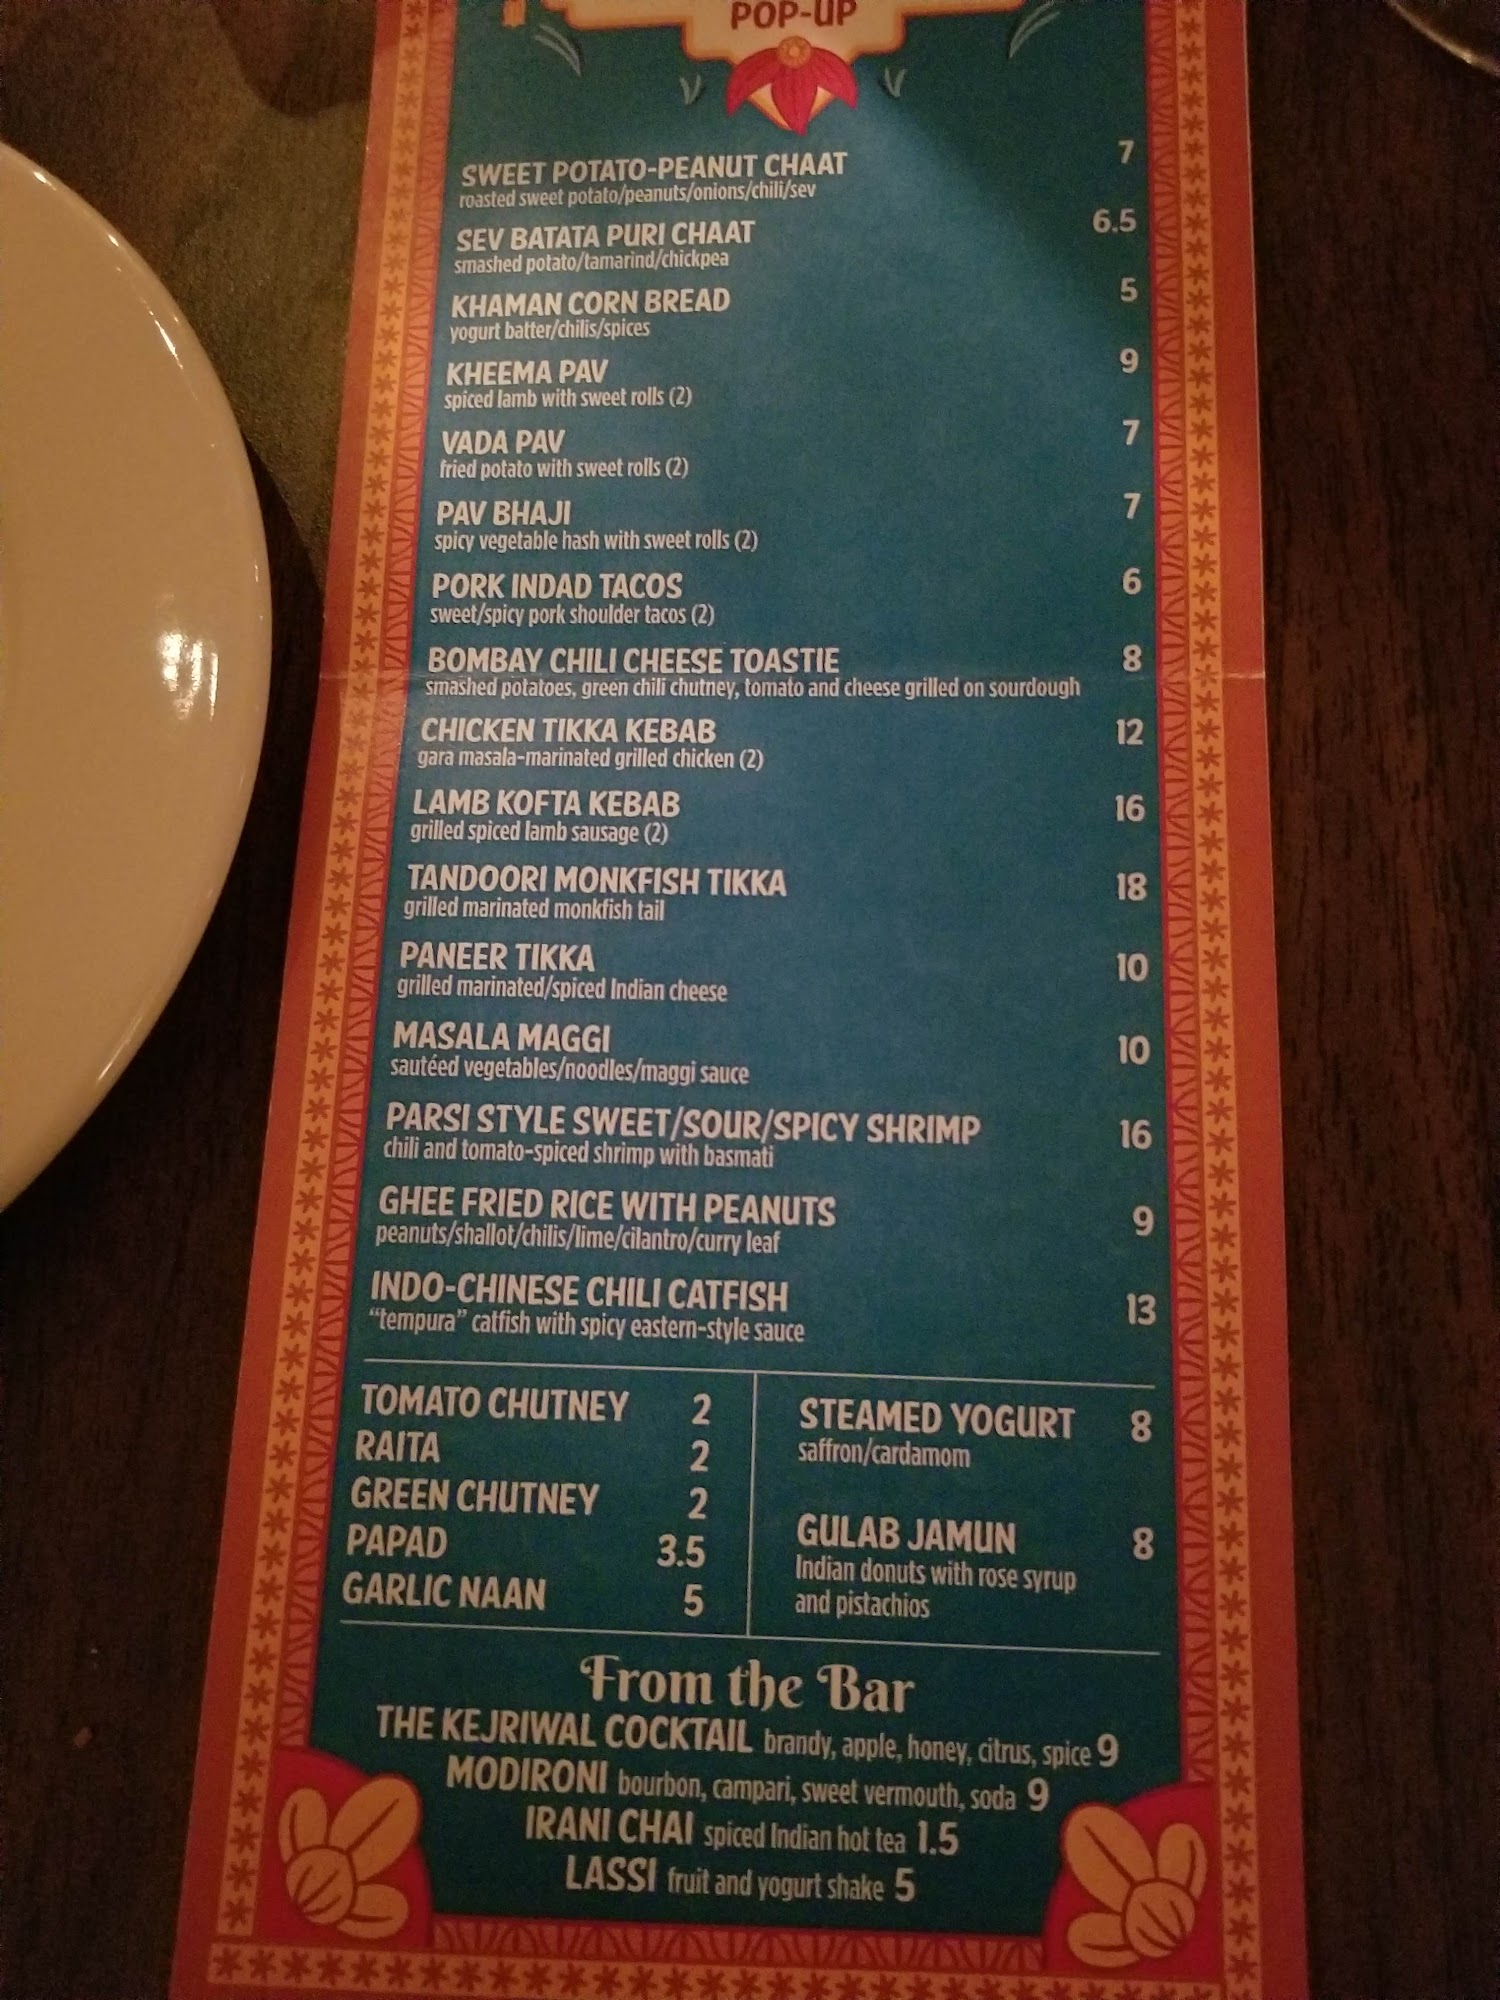 POP-UP
SWEET POTATO-PEANUT CHAAT 7
roasted sweet potato/peanuts/onions/chili/sev
SEV BATATA PURI CHAAT 6.5
smashed potato/tamarind/chickpea
KHAMAN CORN BREAD 5
yogurt batter/chilis/spices
KHEEMA PAV 9
spiced lamb with sweet rolls (2)
VADA PAV 7
fried potato with sweet rolls (2)
PAV BHAJI 7
spicy vegetable hash with sweet rolls (2)
PORK INDAD TACOS 6
sweet/spicy pork shoulder tacos (2)
BOMBAY CHILI CHEESE TOASTIE 8
smashed potatoes, green chili chutney, tomato and cheese grilled on sourdough
CHICKEN TIKKA KEBAB 12
gara masala-marinated grilled chicken (2)
LAMB KOFTA KEBAB 16
grilled spiced lamb sausage (2)
TANDOORI MONKFISH TIKKA 18
grilled marinated monkfish tail
PANEER TIKKA 10
grilled marinated/spiced Indian cheese
MASALA MAGGI 10
sautéed vegetables/noodles/maggi sauce
PARSI STYLE SWEET/SOUR/SPICY SHRIMP 16
chili and tomato-spiced shrimp with basmati
GHEE FRIED RICE WITH PEANUTS 9
peanuts/shallot/chilis/lime/cilantro/curry leaf
INDO-CHINESE CHILI CATFISH 13
"tempura" catfish with spicy eastern-style sauce
TOMATO CHUTNEY 2
RAITA 2
GREEN CHUTNEY 2
PAPAD 3.5
GARLIC NAAN 5
STEAMED YOGURT 8
saffron/cardamom
GULAB JAMUN 8
Indian donuts with rose syrup
and pistachios
From the Bar
THE KEJRIWAL COCKTAIL brandy, apple, honey, citrus, spice 9
MODIRONI bourbon, campari, sweet vermouth, soda 9
IRANI CHAI spiced Indian hot tea 1.5
LASSI fruit and yogurt shake 5